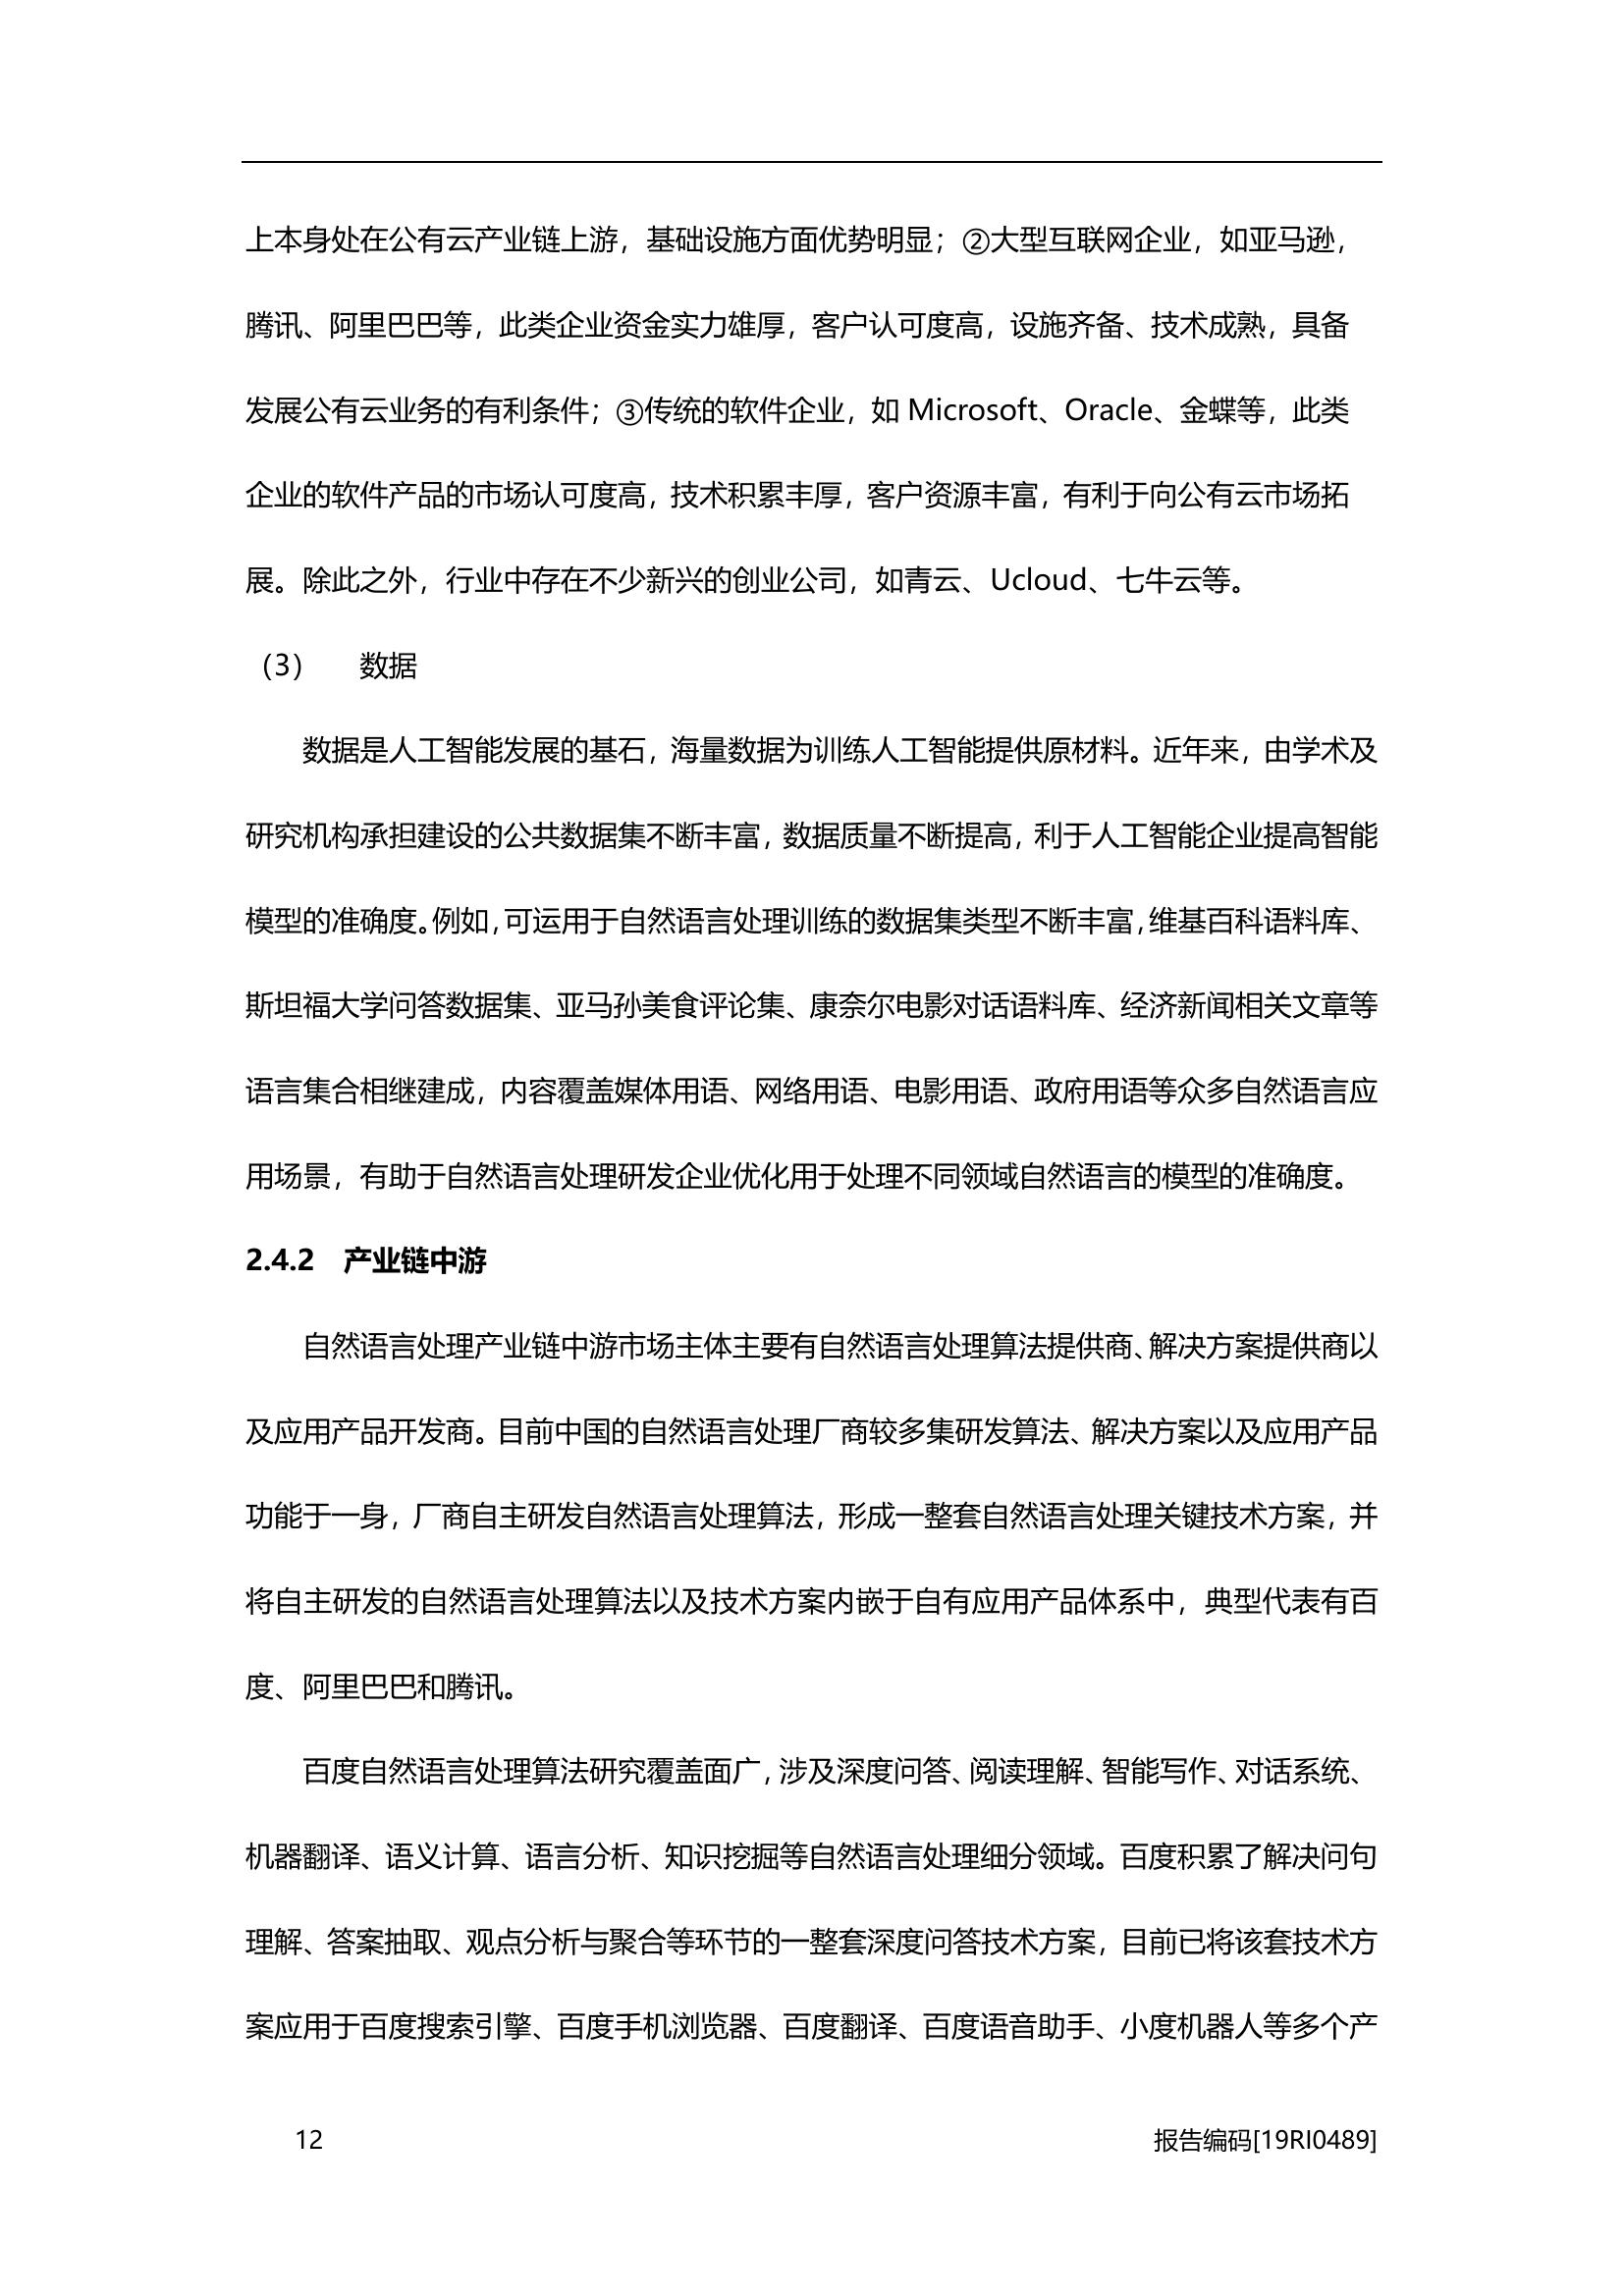 上本身处在公有云产业链上游，基础设施方面优势明显；②大型互联网企业，如亚马逊，
腾讯、阿里巴巴等，此类企业资金实力雄厚，客户认可度高，设施齐备、技术成熟，具备
发展公有云业务的有利条件；③传统的软件企业，如 Microsoft、Oracle、金蝶等，此类
企业的软件产品的市场认可度高，技术积累丰厚，客户资源丰富，有利于向公有云市场拓
展。除此之外，行业中存在不少新兴的创业公司，如青云、Ucloud、七牛云等。
（3） 数据
数据是人工智能发展的基石，海量数据为训练人工智能提供原材料。近年来，由学术及
研究机构承担建设的公共数据集不断丰富，数据质量不断提高，利于人工智能企业提高智能
模型的准确度。例如，可运用于自然语言处理训练的数据集类型不断丰富，维基百科语料库、
斯坦福大学问答数据集、亚马孙美食评论集、康奈尔电影对话语料库、经济新闻相关文章等
语言集合相继建成，内容覆盖媒体用语、网络用语、电影用语、政府用语等众多自然语言应
用场景，有助于自然语言处理研发企业优化用于处理不同领域自然语言的模型的准确度。
2.4.2 产业链中游
自然语言处理产业链中游市场主体主要有自然语言处理算法提供商、解决方案提供商以
及应用产品开发商。目前中国的自然语言处理厂商较多集研发算法、解决方案以及应用产品
功能于一身，厂商自主研发自然语言处理算法，形成一整套自然语言处理关键技术方案，并
将自主研发的自然语言处理算法以及技术方案内嵌于自有应用产品体系中，典型代表有百
度、阿里巴巴和腾讯。
百度自然语言处理算法研究覆盖面广，涉及深度问答、阅读理解、智能写作、对话系统、
机器翻译、语义计算、语言分析、知识挖掘等自然语言处理细分领域。百度积累了解决问句
理解、答案抽取、观点分析与聚合等环节的一整套深度问答技术方案，目前已将该套技术方
案应用于百度搜索引擎、百度手机浏览器、百度翻译、百度语音助手、小度机器人等多个产
12 报告编码[19RI0489]